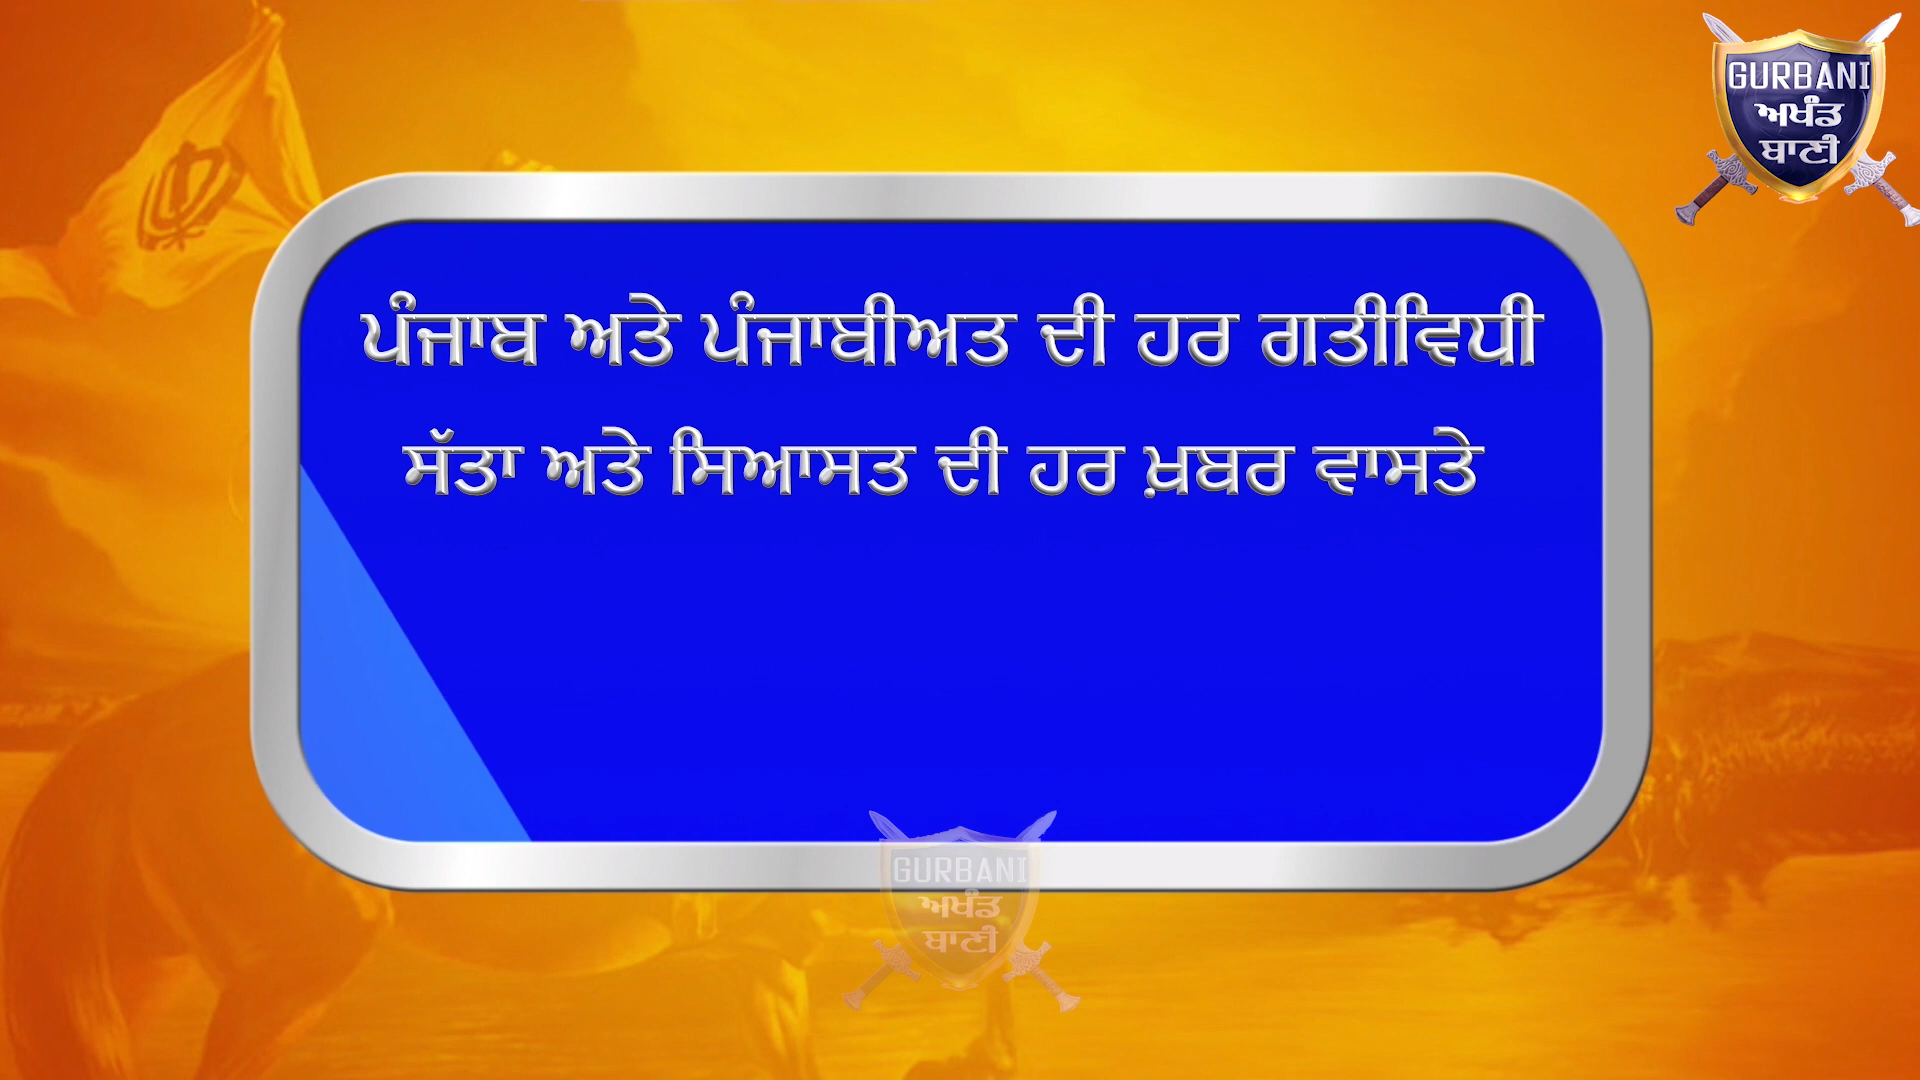 GURBANI
ਅਖੰਡ
ਬਾਣੀ
ਪੰਜਾਬ ਅਤੇ ਪੰਜਾਬੀਅਤ ਦੀ ਹਰ ਗਤੀਵਿਧੀ
ਸੱਤਾ ਅਤੇ ਸਿਆਸਤ ਦੀ ਹਰ ਖ਼ਬਰ ਵਾਸਤੇ
GURBANI
ਅਖੰਡ
ਬਾਣੀ